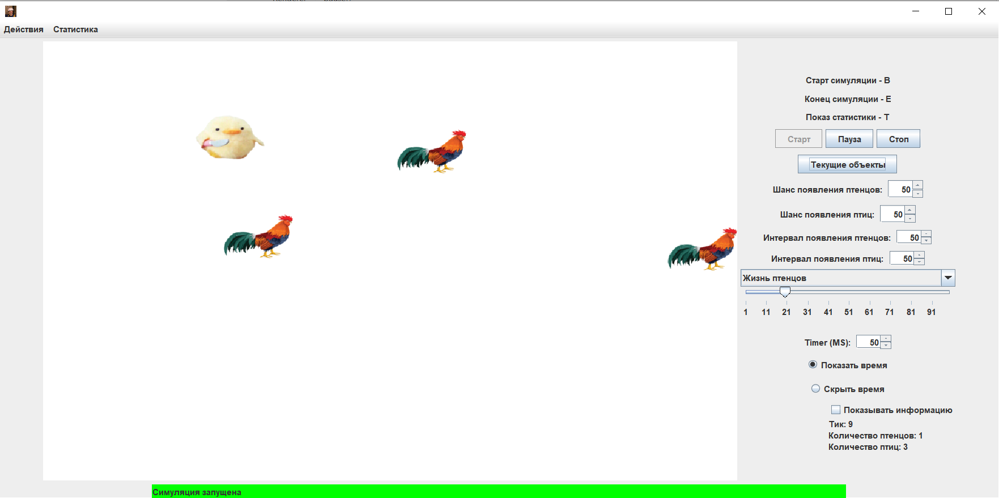 Действия Статистика
Старт симуляции - B
Конец симуляции - E
Показ статистики - T
Старт Пауза Стоп
Текущие объекты
Шанс появления птенцов: 50
Шанс появления птиц: 50
Интервал появления птенцов: 50
Интервал появления птиц: 50
Жизнь птенцов
1 11 21 31 41 51 61 71 81 91
Timer (MS): 50
Показать время
Скрыть время
Показывать информацию
Тик: 9
Количество птенцов: 1
Количество птиц: 3
Симуляция запущена